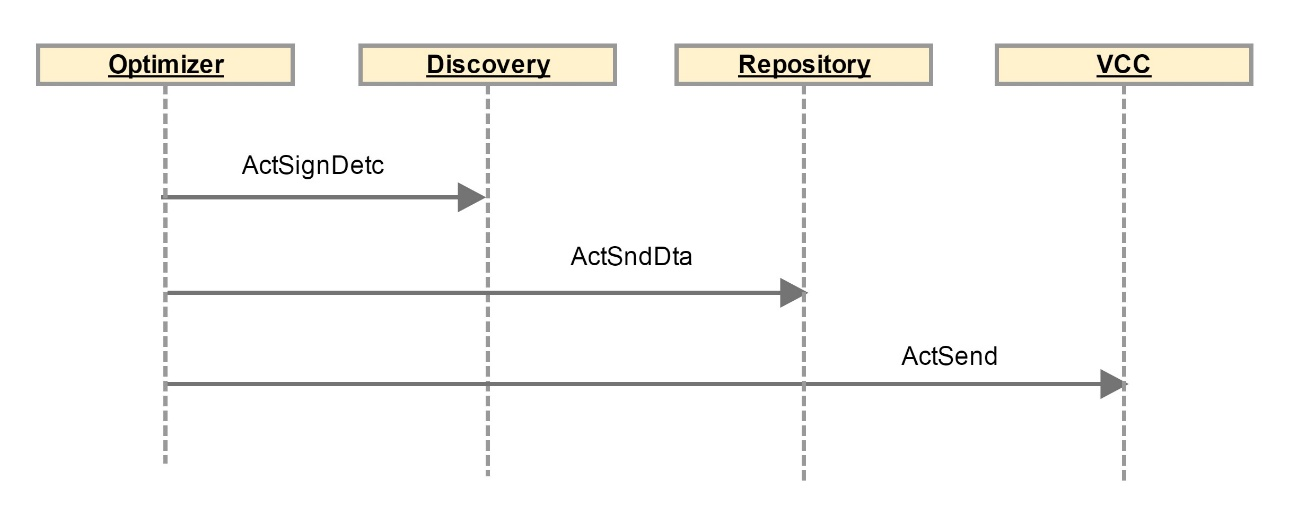 Optimizer
Discovery
Repository
VCC
ActSignDetc
ActSndDta
ActSend